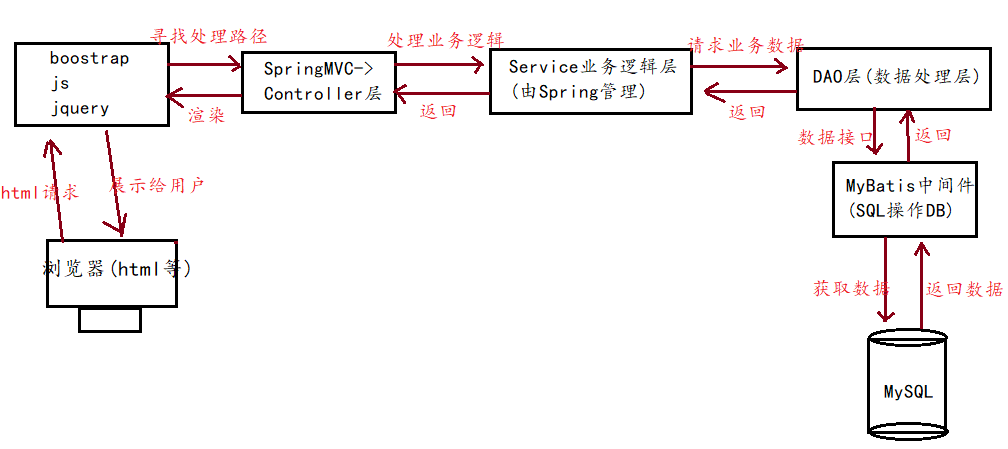 寻找处理路径
处理业务逻辑
请求业务数据
boostrap
js
jquery
SpringMVC->
Controller层
Service业务逻辑层
(由Spring管理)
DAO层(数据处理层)
渲染
返回
返回
数据接口
返回
html请求
展示给用户
MyBatis中间件
(SQL操作DB)
浏览器(html等)
获取数据
返回数据
MySQL